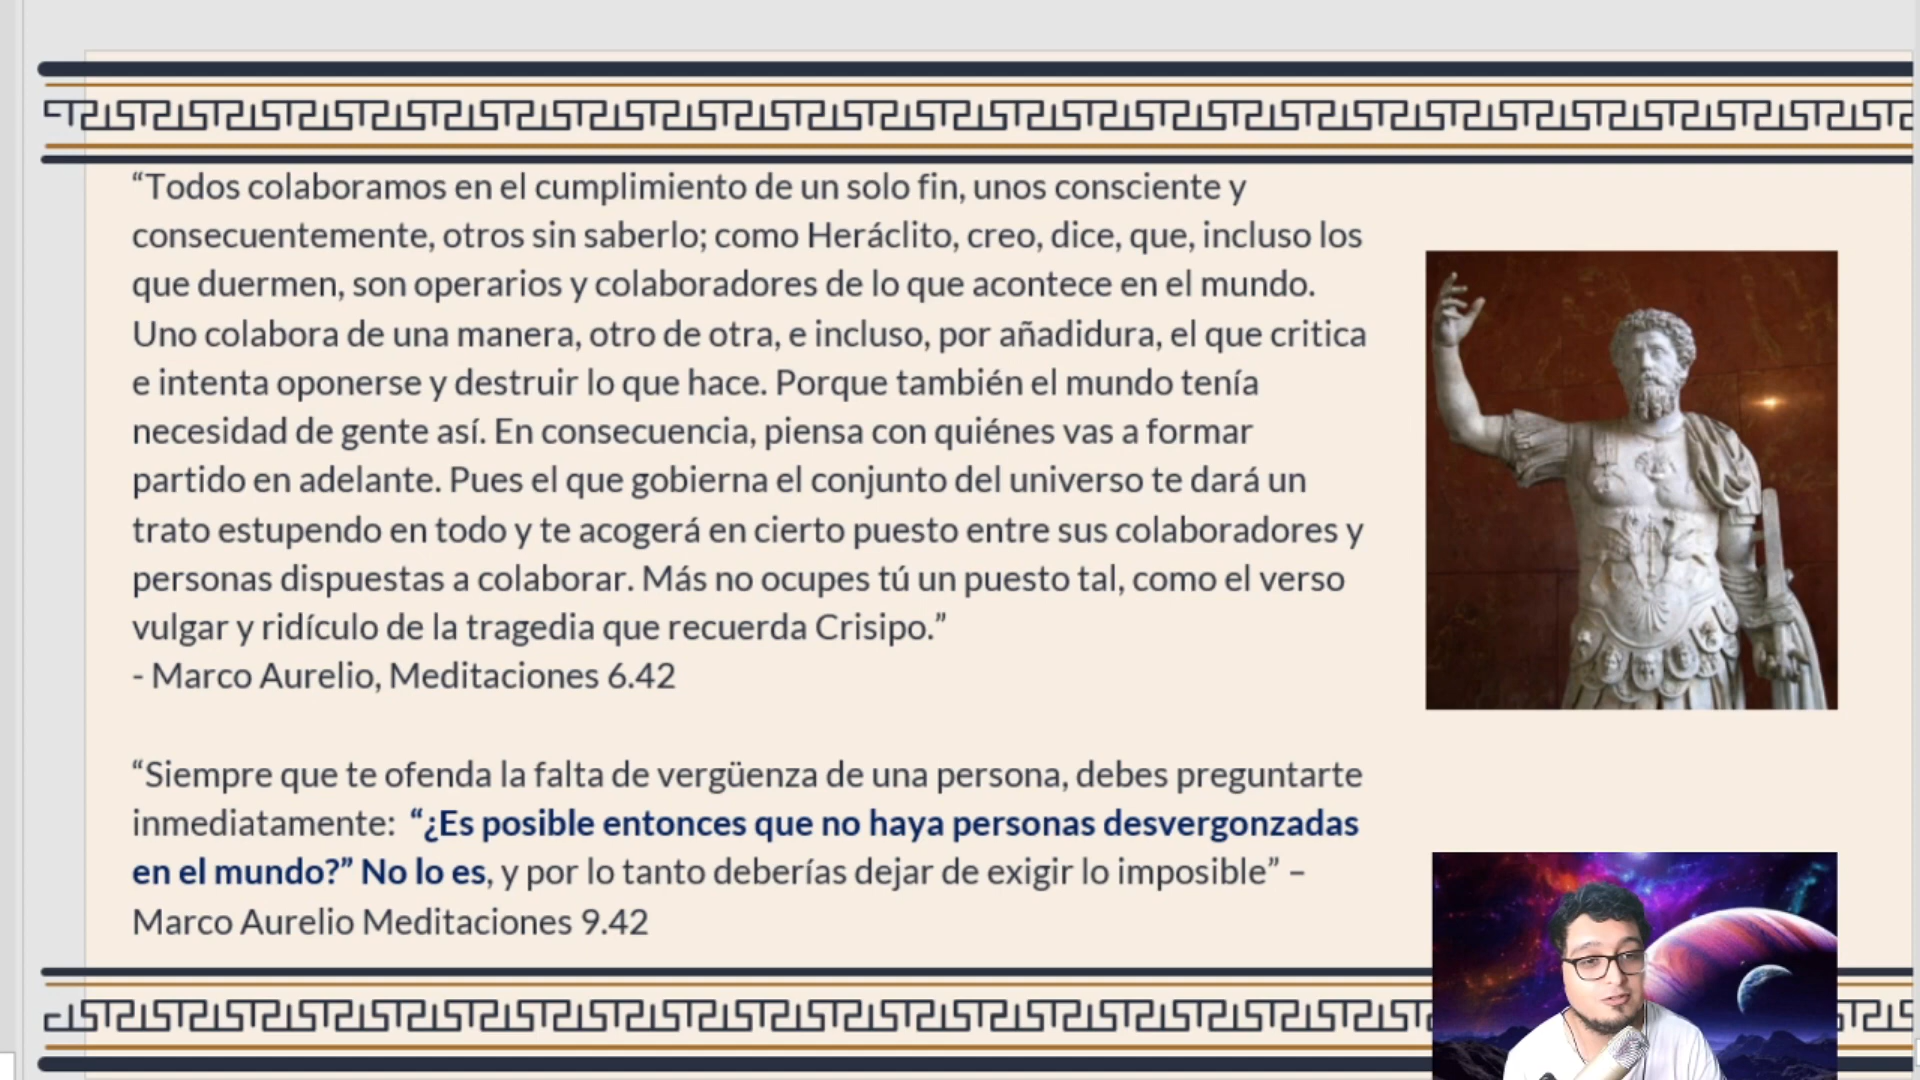 “Todos colaboramos en el cumplimiento de un solo fin, unos consciente y
consecuentemente, otros sin saberlo; como Heráclito, creo, dice, que, incluso los
que duermen, son operarios y colaboradores de lo que acontece en el mundo.
Uno colabora de una manera, otro de otra, e incluso, por añadidura, el que critica
e intenta oponerse y destruir lo que hace. Porque también el mundo tenía
necesidad de gente así. En consecuencia, piensa con quiénes vas a formar
partido en adelante. Pues el que gobierna el conjunto del universo te dará un
trato estupendo en todo y te acogerá en cierto puesto entre sus colaboradores y
personas dispuestas a colaborar. Más no ocupes tú un puesto tal, como el verso
vulgar y ridículo de la tragedia que recuerda Crisipo.”
- Marco Aurelio, Meditaciones 6.42
“Siempre que te ofenda la falta de vergüenza de una persona, debes preguntarte
inmediatamente: “¿Es posible entonces que no haya personas desvergonzadas
en el mundo?” No lo es, y por lo tanto deberías dejar de exigir lo imposible” –
Marco Aurelio Meditaciones 9.42